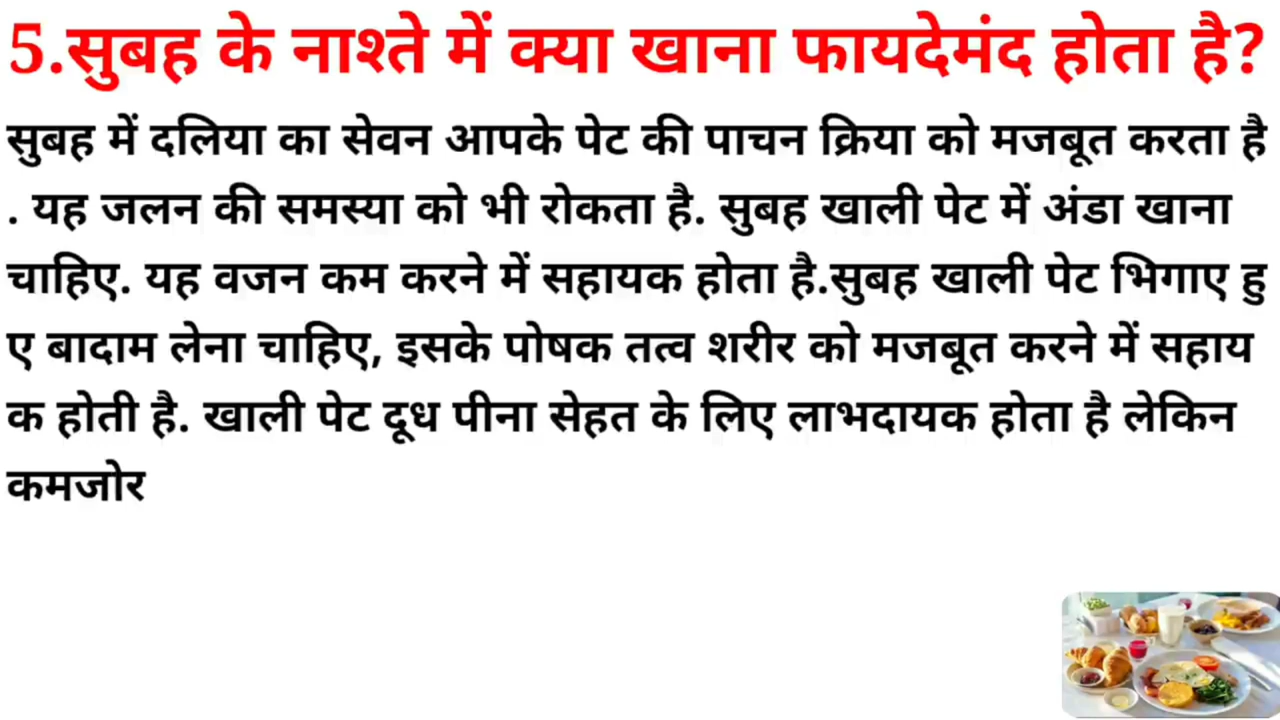 5.सुबह के नाश्ते में क्या खाना फायदेमंद होता है?
सुबह में दलिया का सेवन आपके पेट की पाचन क्रिया को मजबूत करता है
. यह जलन की समस्या को भी रोकता है. सुबह खाली पेट में अंडा खाना
चाहिए. यह वजन कम करने में सहायक होता है.सुबह खाली पेट भिगाए हु
ए बादाम लेना चाहिए, इसके पोषक तत्व शरीर को मजबूत करने में सहाय
क होती है. खाली पेट दूध पीना सेहत के लिए लाभदायक होता है लेकिन
कमजोर